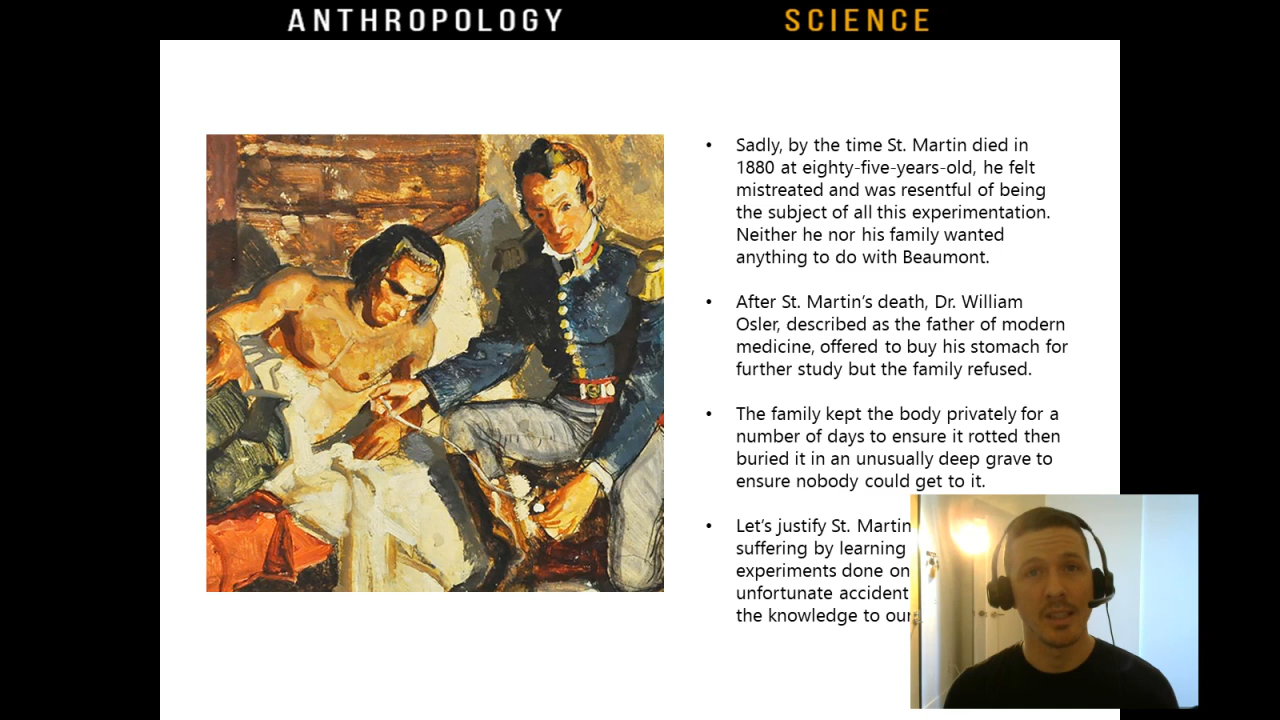 ANTHROPOLOGY SCIENCE
• Sadly, by the time St. Martin died in
1880 at eighty-five-years-old, he felt
mistreated and was resentful of being
the subject of all this experimentation.
Neither he nor his family wanted
anything to do with Beaumont.
• After St. Martin’s death, Dr. William
Osler, described as the father of modern
medicine, offered to buy his stomach for
further study but the family refused.
• The family kept the body privately for a
number of days to ensure it rotted then
buried it in an unusually deep grave to
ensure nobody could get to it.
• Let’s justify St. Martin
suffering by learning
experiments done on
unfortunate accident
the knowledge to our